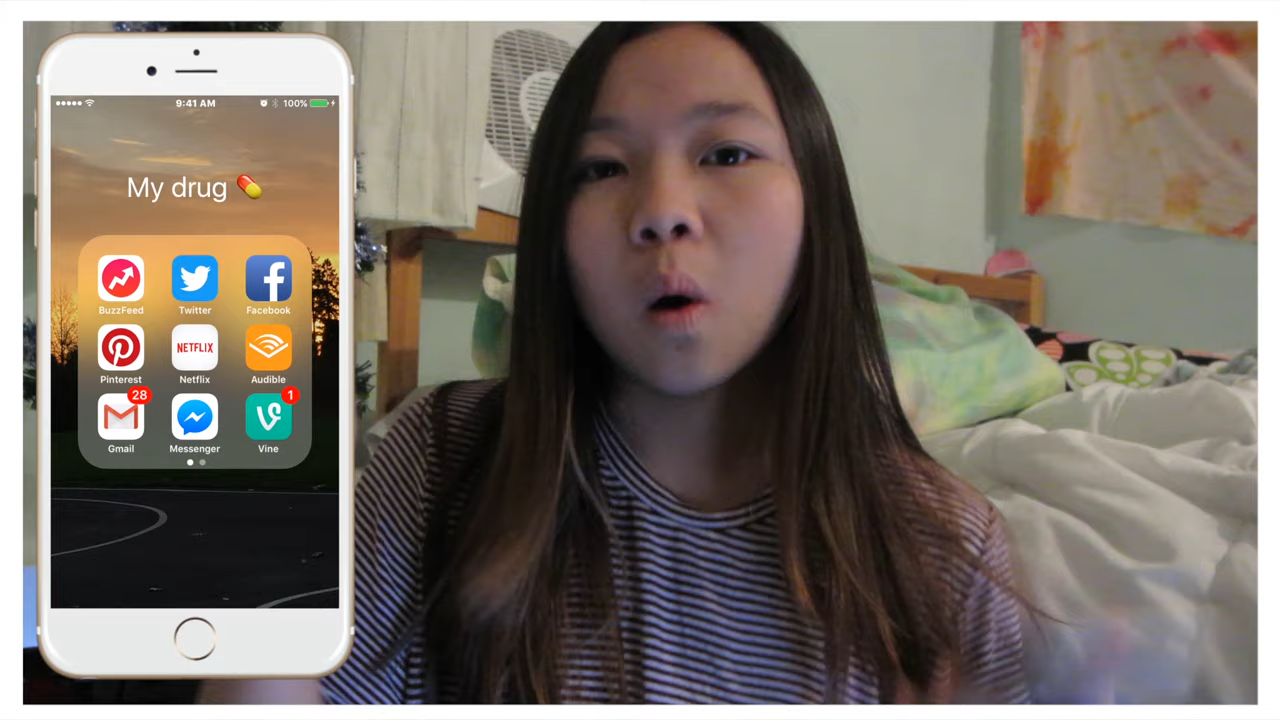 9:41 AM 100%
My drug 💊
BuzzFeed Twitter Facebook
NETFLIX
Pinterest Netflix Audible
28 1
Gmail Messenger Vine